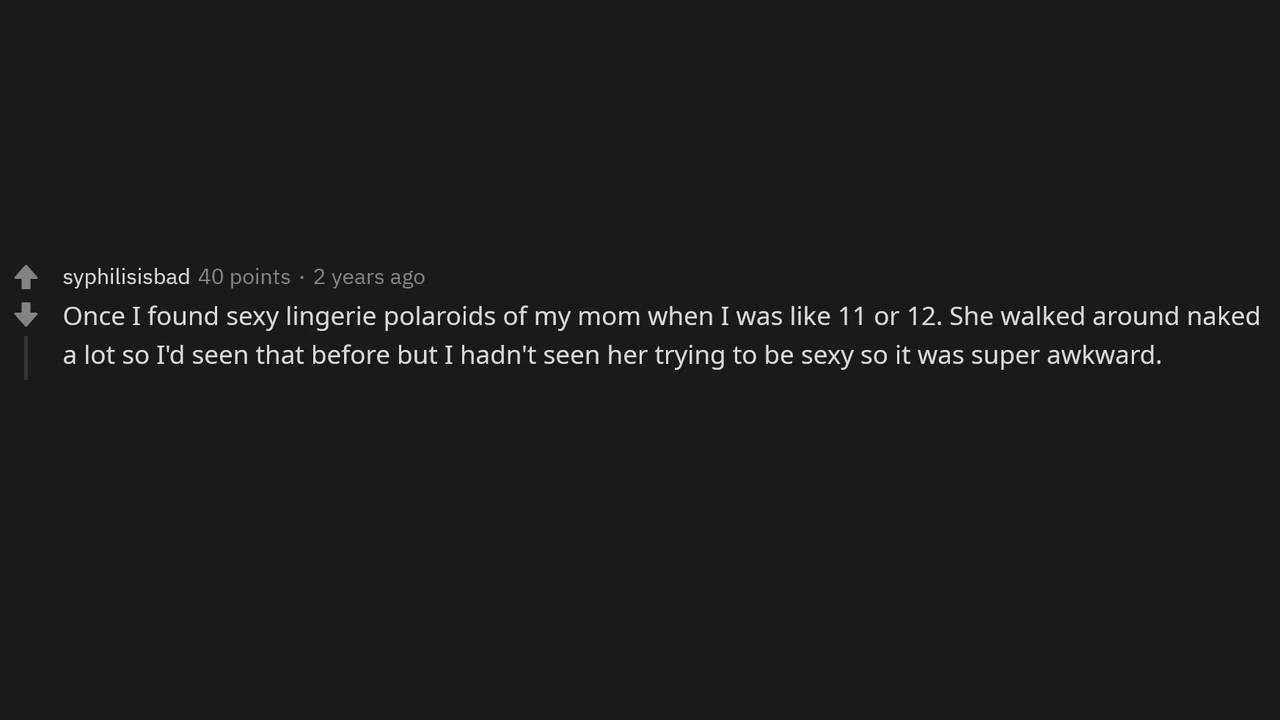 syphilisisbad 40 points · 2 years ago
Once I found sexy lingerie polaroids of my mom when I was like 11 or 12. She walked around naked
a lot so I'd seen that before but I hadn't seen her trying to be sexy so it was super awkward.